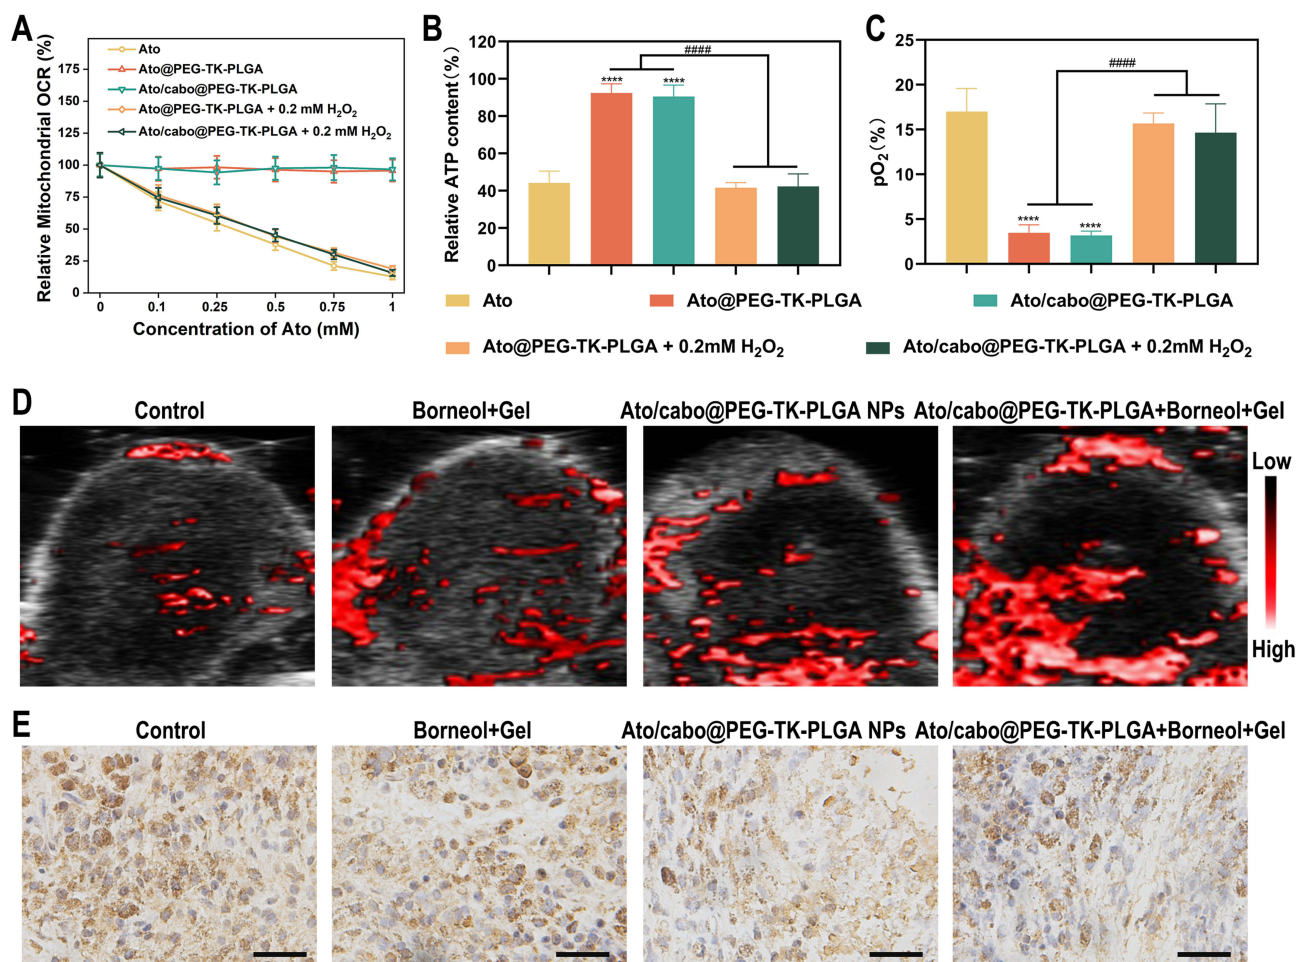 A
Relative Mitochondrial OCR (%)
175
150
125
100
75
50
25
0
0 0.1 0.25 0.5 0.75 1
Concentration of Ato (mM)
Ato
Ato@PEG-TK-PLGA
Ato/cabo@PEG-TK-PLGA
Ato@PEG-TK-PLGA + 0.2 mM H₂O₂
Ato/cabo@PEG-TK-PLGA + 0.2 mM H₂O₂
B
Relative ATP content(%)
120
100
80
60
40
20
0
####
**** ****
C
pO₂(%)
25
20
15
10
5
0
####
**** ****
Ato Ato@PEG-TK-PLGA Ato/cabo@PEG-TK-PLGA
Ato@PEG-TK-PLGA + 0.2mM H₂O₂ Ato/cabo@PEG-TK-PLGA + 0.2mM H₂O₂
D
Control Borneol+Gel Ato/cabo@PEG-TK-PLGA NPs Ato/cabo@PEG-TK-PLGA+Borneol+Gel
Low
High
E
Control Borneol+Gel Ato/cabo@PEG-TK-PLGA NPs Ato/cabo@PEG-TK-PLGA+Borneol+Gel